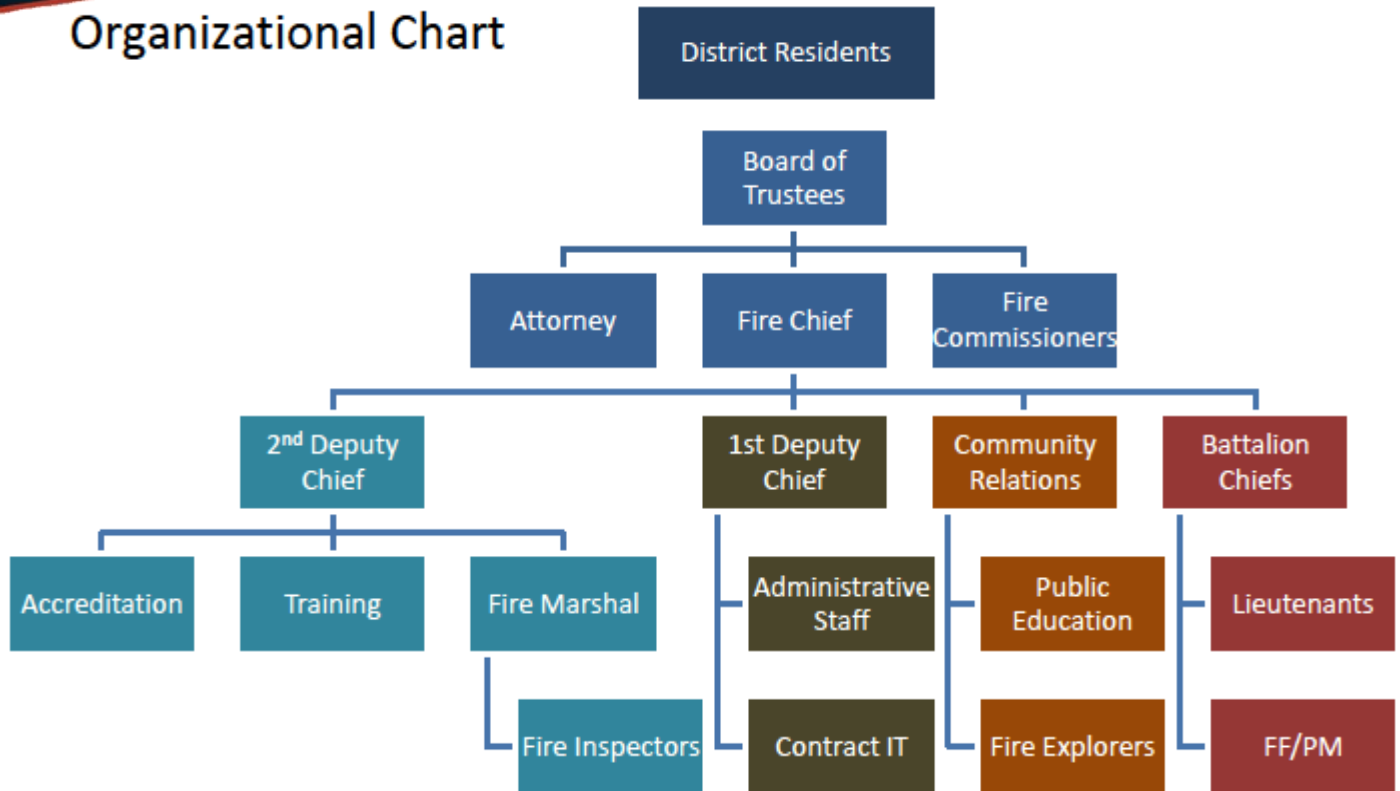 Organizational Chart
District Residents
Board of
Trustees
Attorney
Fire Chief
Fire
Commissioners
2nd Deputy
Chief
1st Deputy
Chief
Community
Relations
Battalion
Chiefs
Accreditation
Training
Fire Marshal
Administrative
Staff
Public
Education
Lieutenants
Fire Inspectors
Contract IT
Fire Explorers
FF/PM